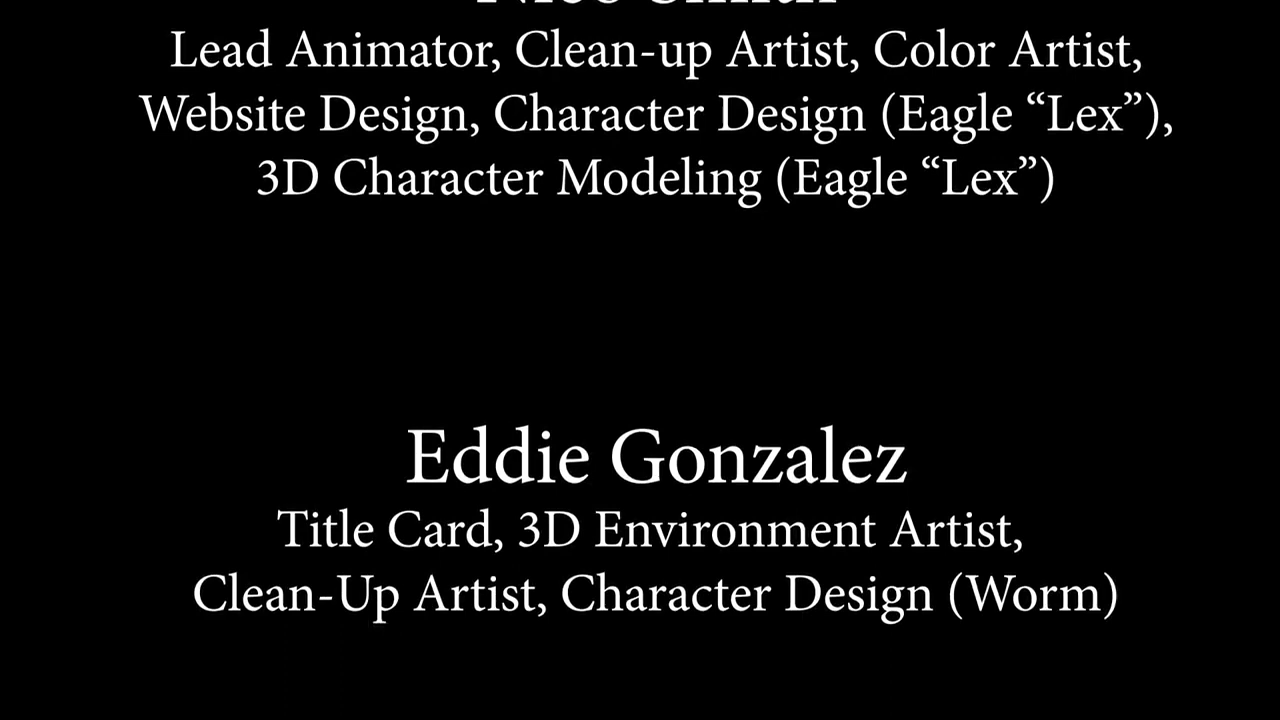 Lead Animator, Clean-up Artist, Color Artist,
Website Design, Character Design (Eagle “Lex”),
3D Character Modeling (Eagle “Lex”)
Eddie Gonzalez
Title Card, 3D Environment Artist,
Clean-Up Artist, Character Design (Worm)